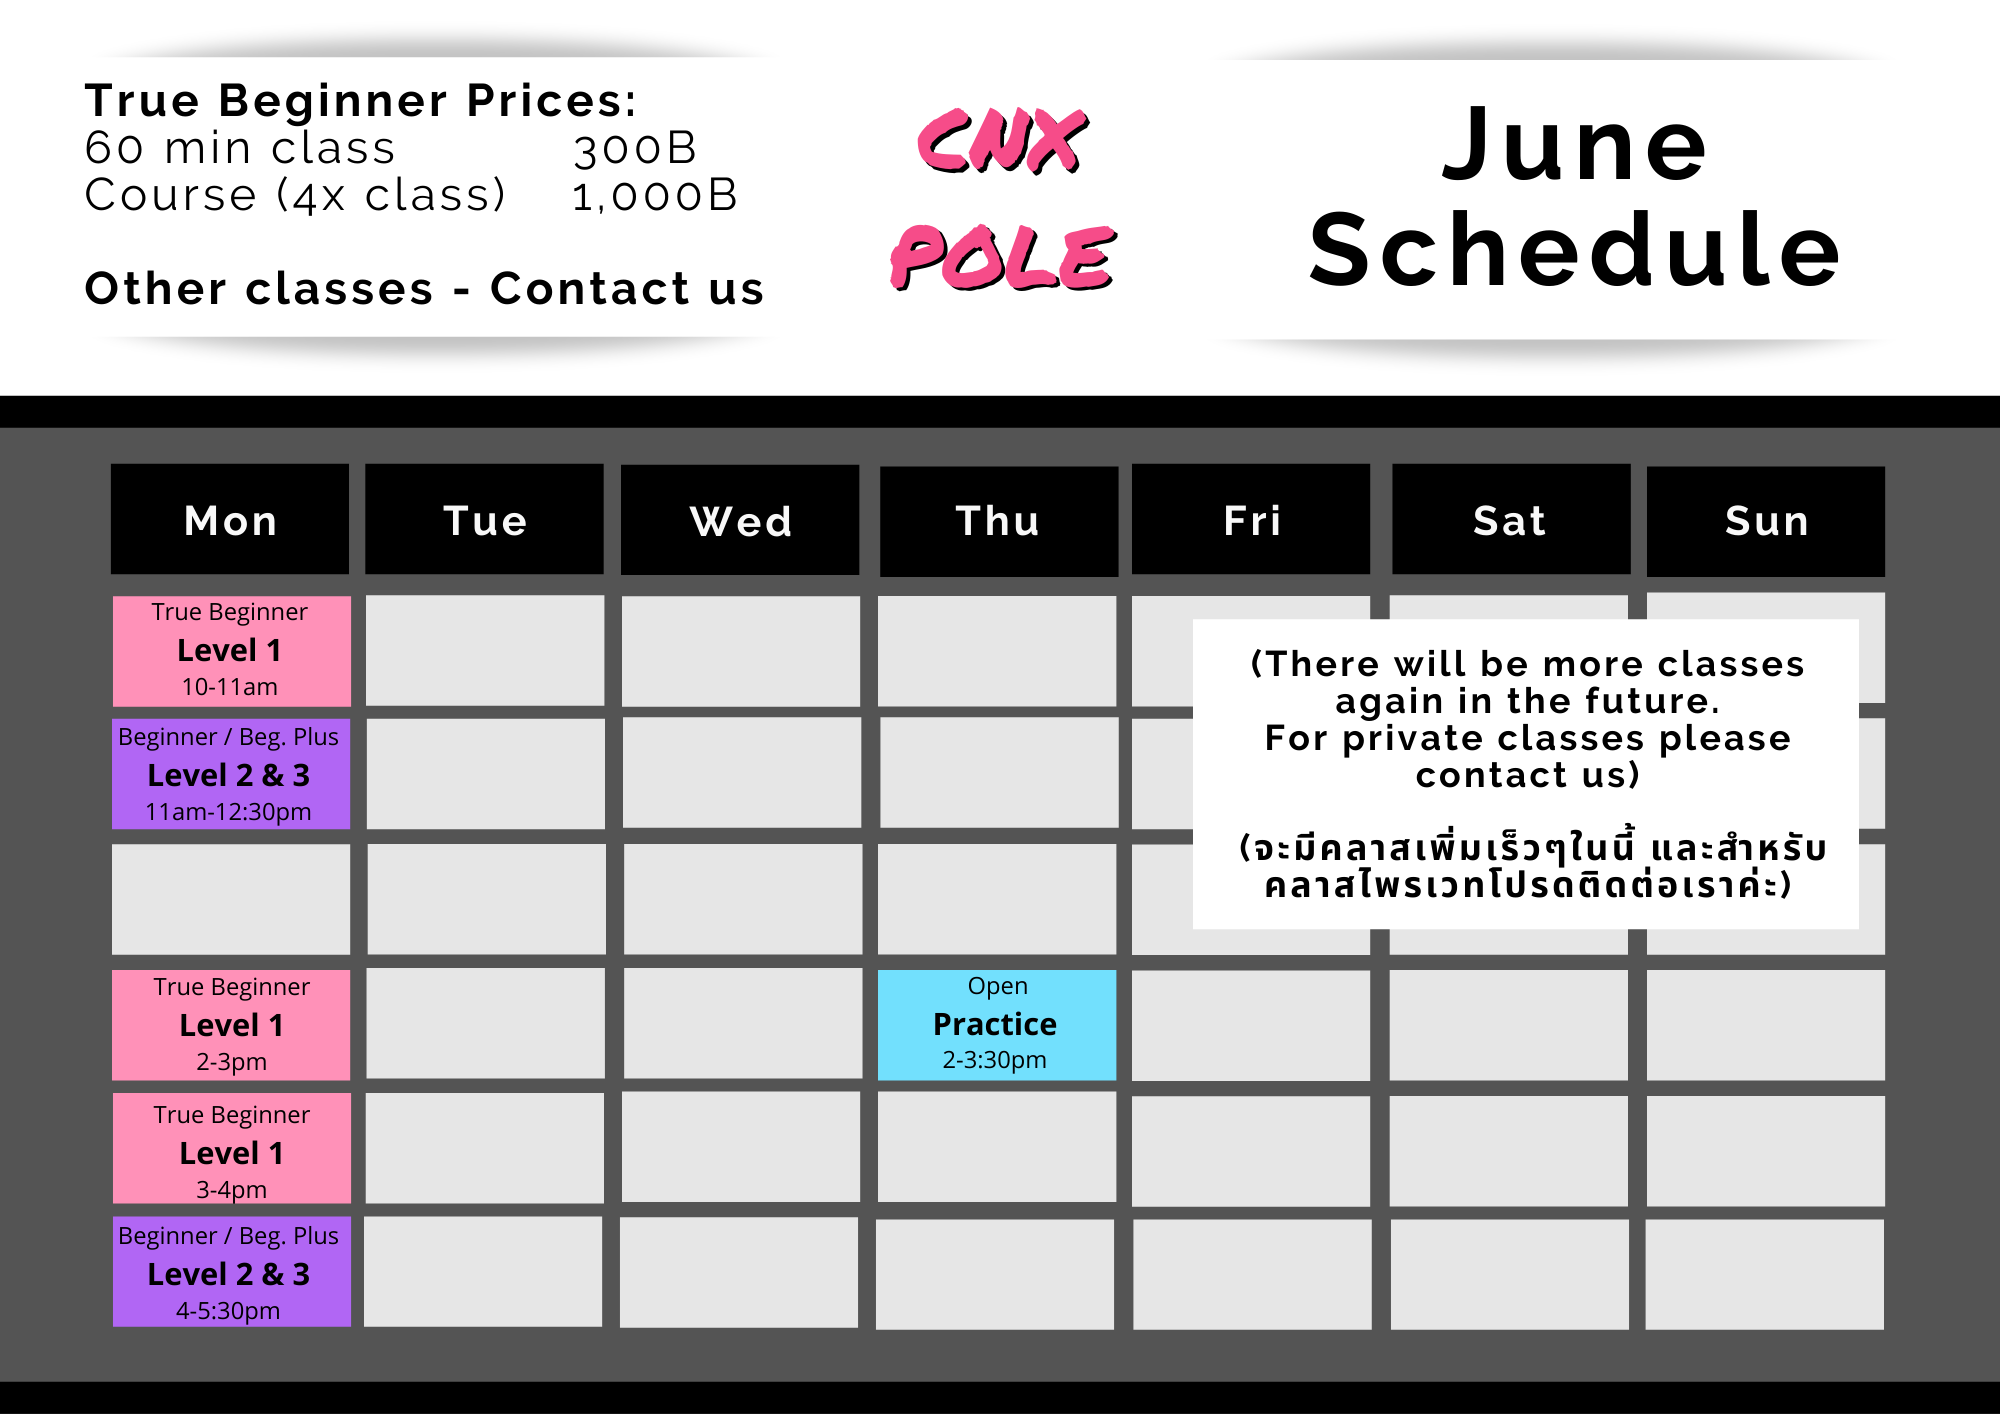 True Beginner Prices:
60 min class 300B
Course (4x class) 1,000B
Other classes - Contact us
CNX
POLE
June
Schedule
Mon Tue Wed Thu Fri Sat Sun
True Beginner
Level 1
10-11am
Beginner / Beg. Plus
Level 2 & 3
11am-12:30pm
(There will be more classes
again in the future.
For private classes please
contact us)
(จะมีคลาสเพิ่มเร็วๆในนี้ และสำหรับ
คลาสไพรเวทโปรดติดต่อเราค่ะ)
True Beginner
Level 1
2-3pm
Open
Practice
2-3:30pm
True Beginner
Level 1
3-4pm
Beginner / Beg. Plus
Level 2 & 3
4-5:30pm